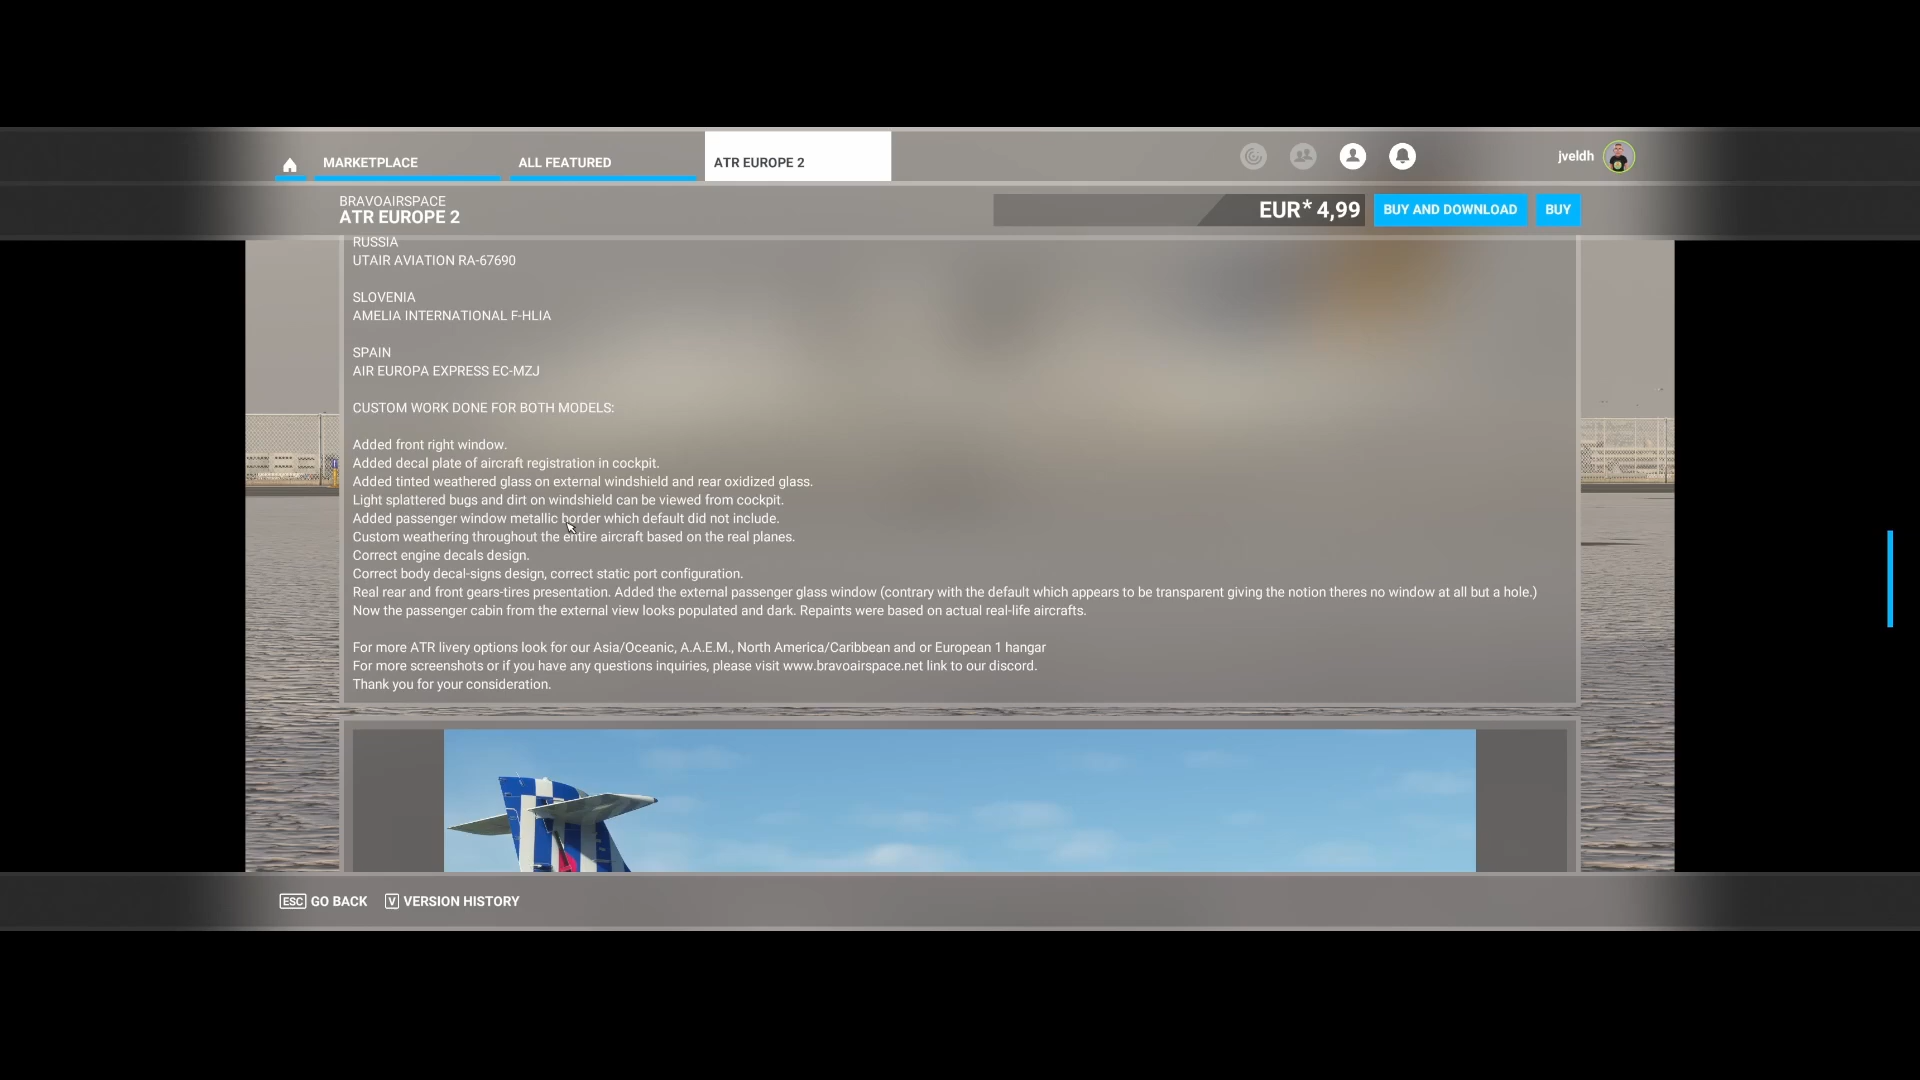 MARKETPLACE
ALL FEATURED
ATR EUROPE 2
jveldh
BRAVOAIRSPACE
ATR EUROPE 2
EUR* 4,99
BUY AND DOWNLOAD
BUY
RUSSIA
UTAIR AVIATION RA-67690
SLOVENIA
AMELIA INTERNATIONAL F-HLIA
SPAIN
AIR EUROPA EXPRESS EC-MZJ
CUSTOM WORK DONE FOR BOTH MODELS:
Added front right window.
Added decal plate of aircraft registration in cockpit.
Added tinted weathered glass on external windshield and rear oxidized glass.
Light splattered bugs and dirt on windshield can be viewed from cockpit.
Added passenger window metallic border which default did not include.
Custom weathering throughout the entire aircraft based on the real planes.
Correct engine decals design.
Correct body decal-signs design, correct static port configuration.
Real rear and front gears-tires presentation. Added the external passenger glass window (contrary with the default which appears to be transparent giving the notion theres no window at all but a hole.)
Now the passenger cabin from the external view looks populated and dark. Repaints were based on actual real-life aircrafts.
For more ATR livery options look for our Asia/Oceanic, A.A.E.M., North America/Caribbean and or European 1 hangar
For more screenshots or if you have any questions inquiries, please visit www.bravoairspace.net link to our discord.
Thank you for your consideration.
ESC GO BACK
V VERSION HISTORY